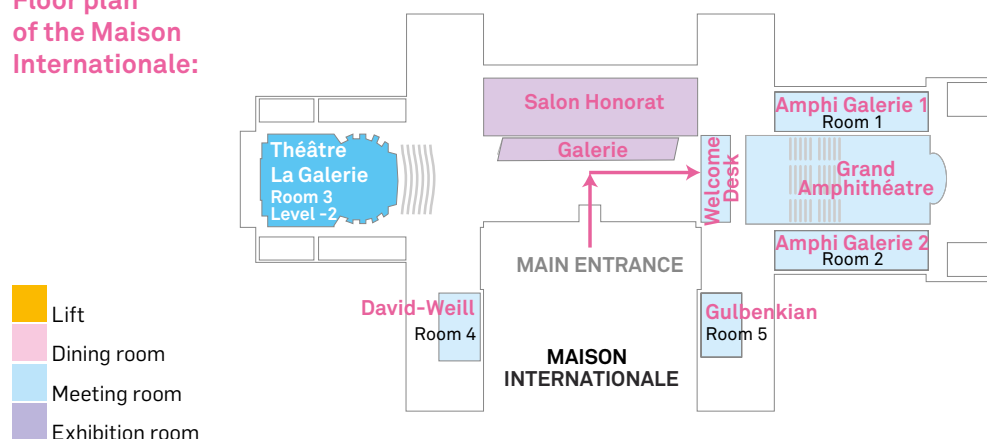 Floor plan
of the Maison
Internationale:
Salon Honorat
Galerie
Théâtre
La Galerie
Room 3
Level -2
Welcome
Desk
Amphi Galerie 1
Room 1
Grand
Amphithéatre
Amphi Galerie 2
Room 2
MAIN ENTRANCE
David-Weill
Room 4
Gulbenkian
Room 5
MAISON
INTERNATIONALE
Lift
Dining room
Meeting room
Exhibition room